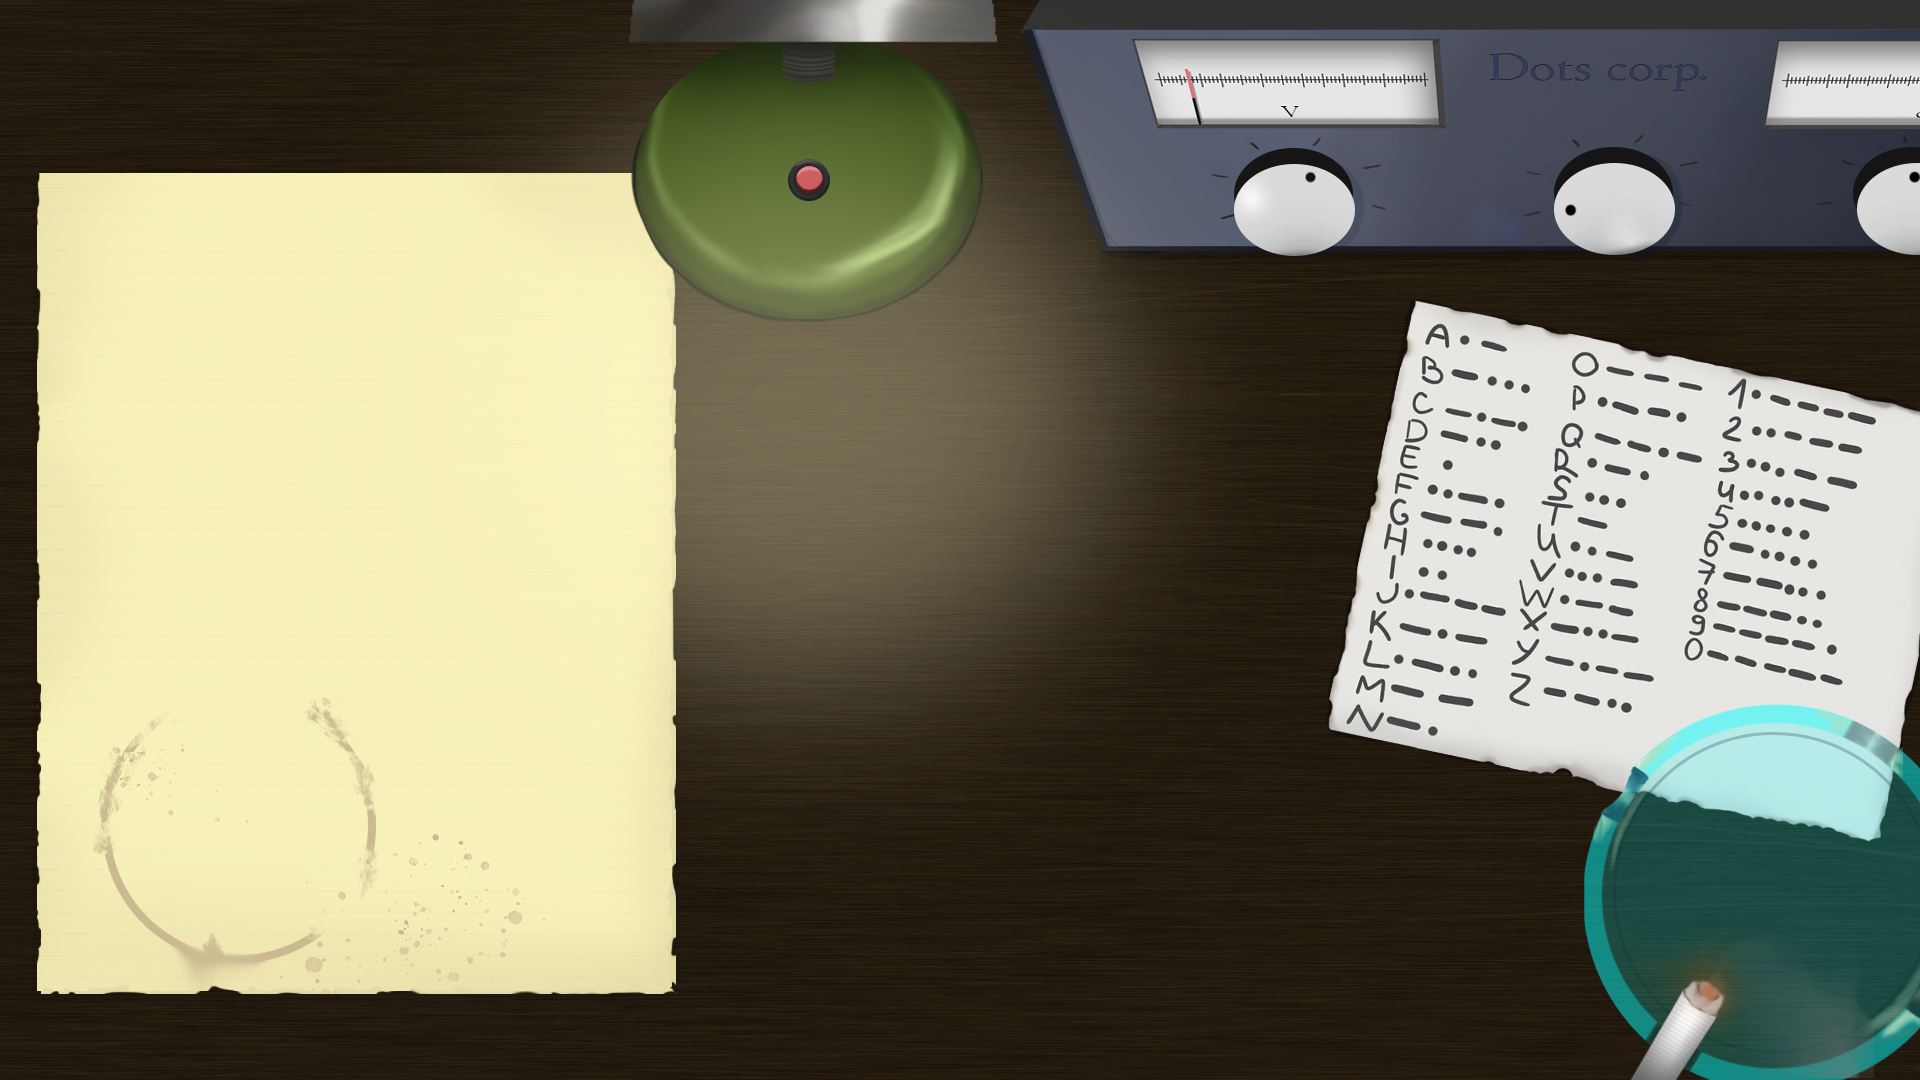 Dots corp.
V
A • −
B − • • •
C − • − •
D − • •
E •
F • • − •
G − − •
H • • • •
I • •
J • − − −
K − • −
L • − • •
M − −
N − •
O − − −
P • − − •
Q − − • −
R • − •
S • • •
T −
U • • −
V • • • −
W • − −
X − • • −
Y − • − −
Z − − • •
1 • − − − −
2 • • − − −
3 • • • − −
4 • • • • −
5 • • • • •
6 − • • • •
7 − − • • •
8 − − − • •
9 − − − − •
0 − − − − −